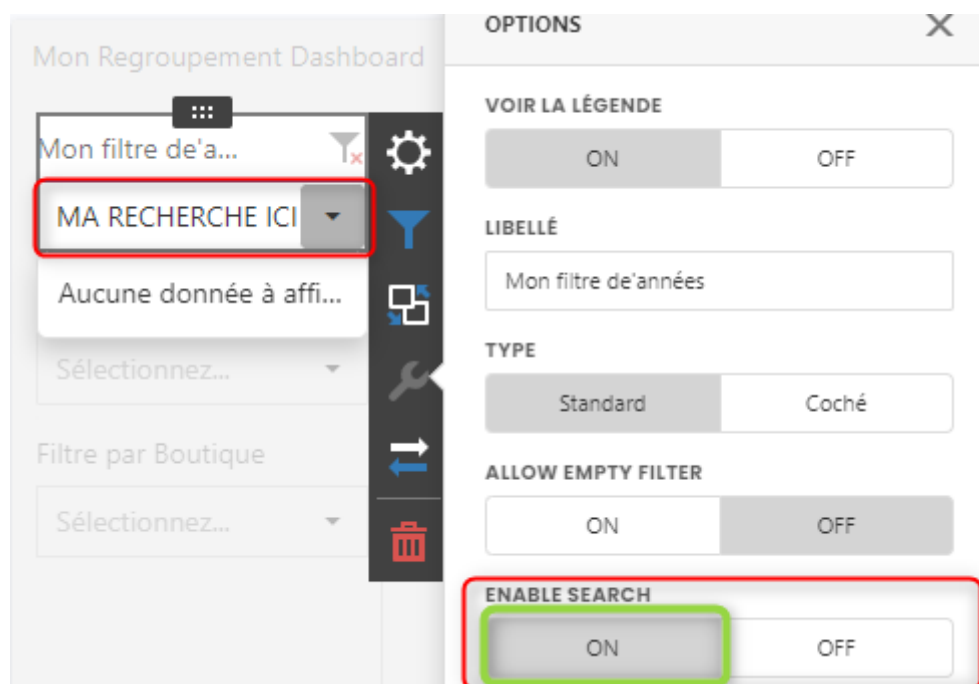 Mon Regroupement Dashboard
Mon filtre de'a...
MA RECHERCHE ICI
Aucune donnée à affi...
Sélectionnez...
Filtre par Boutique
Sélectionnez...
OPTIONS
VOIR LA LÉGENDE
ON OFF
LIBELLÉ
Mon filtre de'années
TYPE
Standard Coché
ALLOW EMPTY FILTER
ON OFF
ENABLE SEARCH
ON OFF